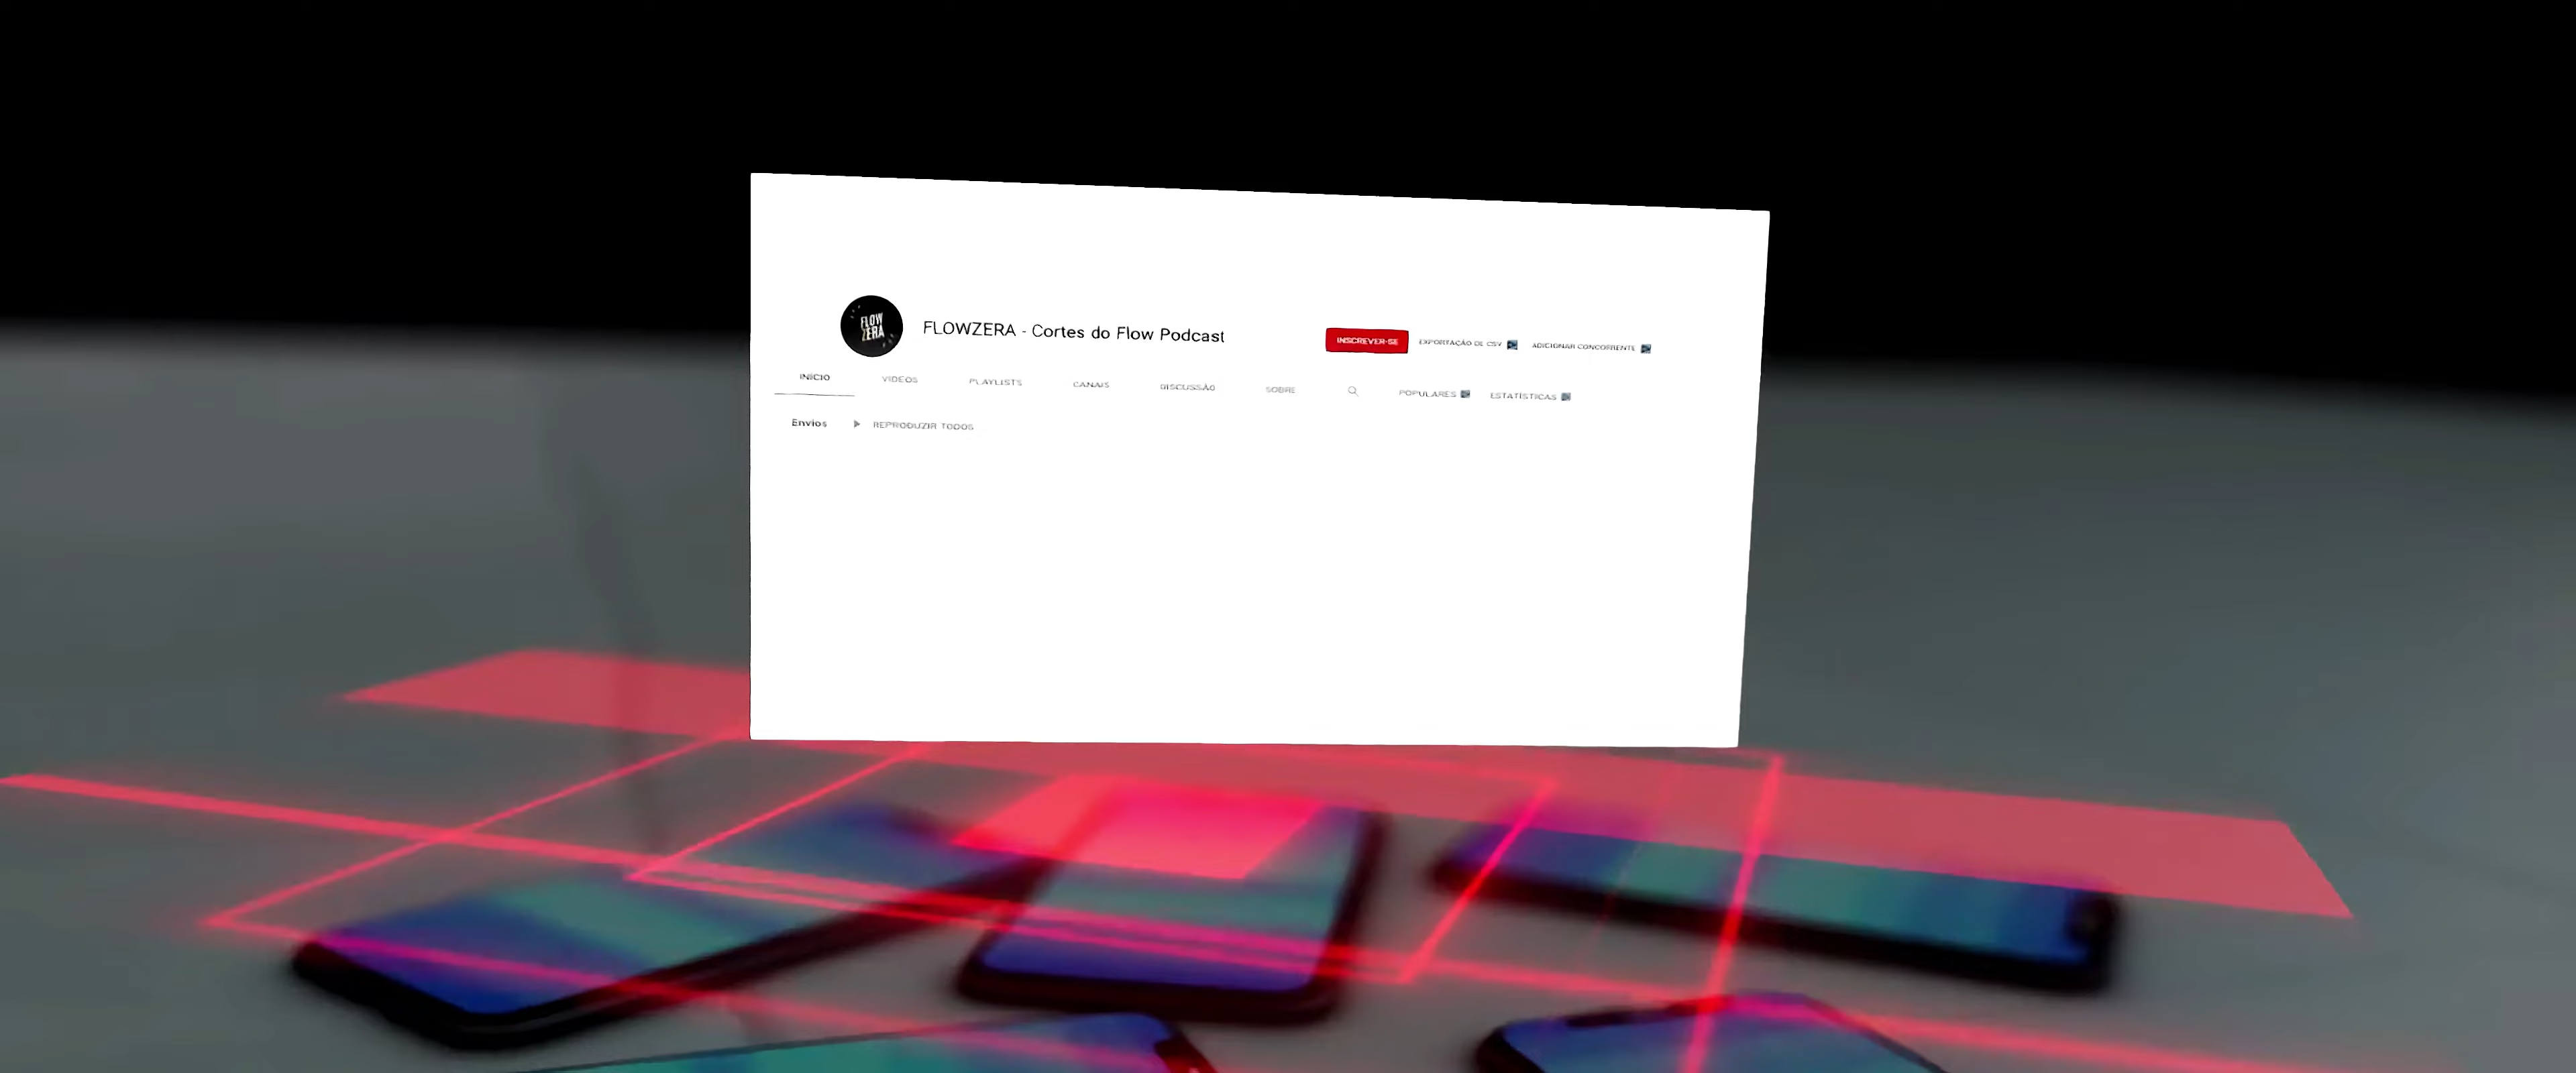 FLOW
ZERA
FLOWZERA - Cortes do Flow Podcast
INSCREVER-SE
EXPORTAÇÃO DE CSV
ADICIONAR CONCORRENTE
INÍCIO
VÍDEOS
PLAYLISTS
CANAIS
DISCUSSÃO
SOBRE
POPULARES
ESTATÍSTICAS
Envios
REPRODUZIR TODOS